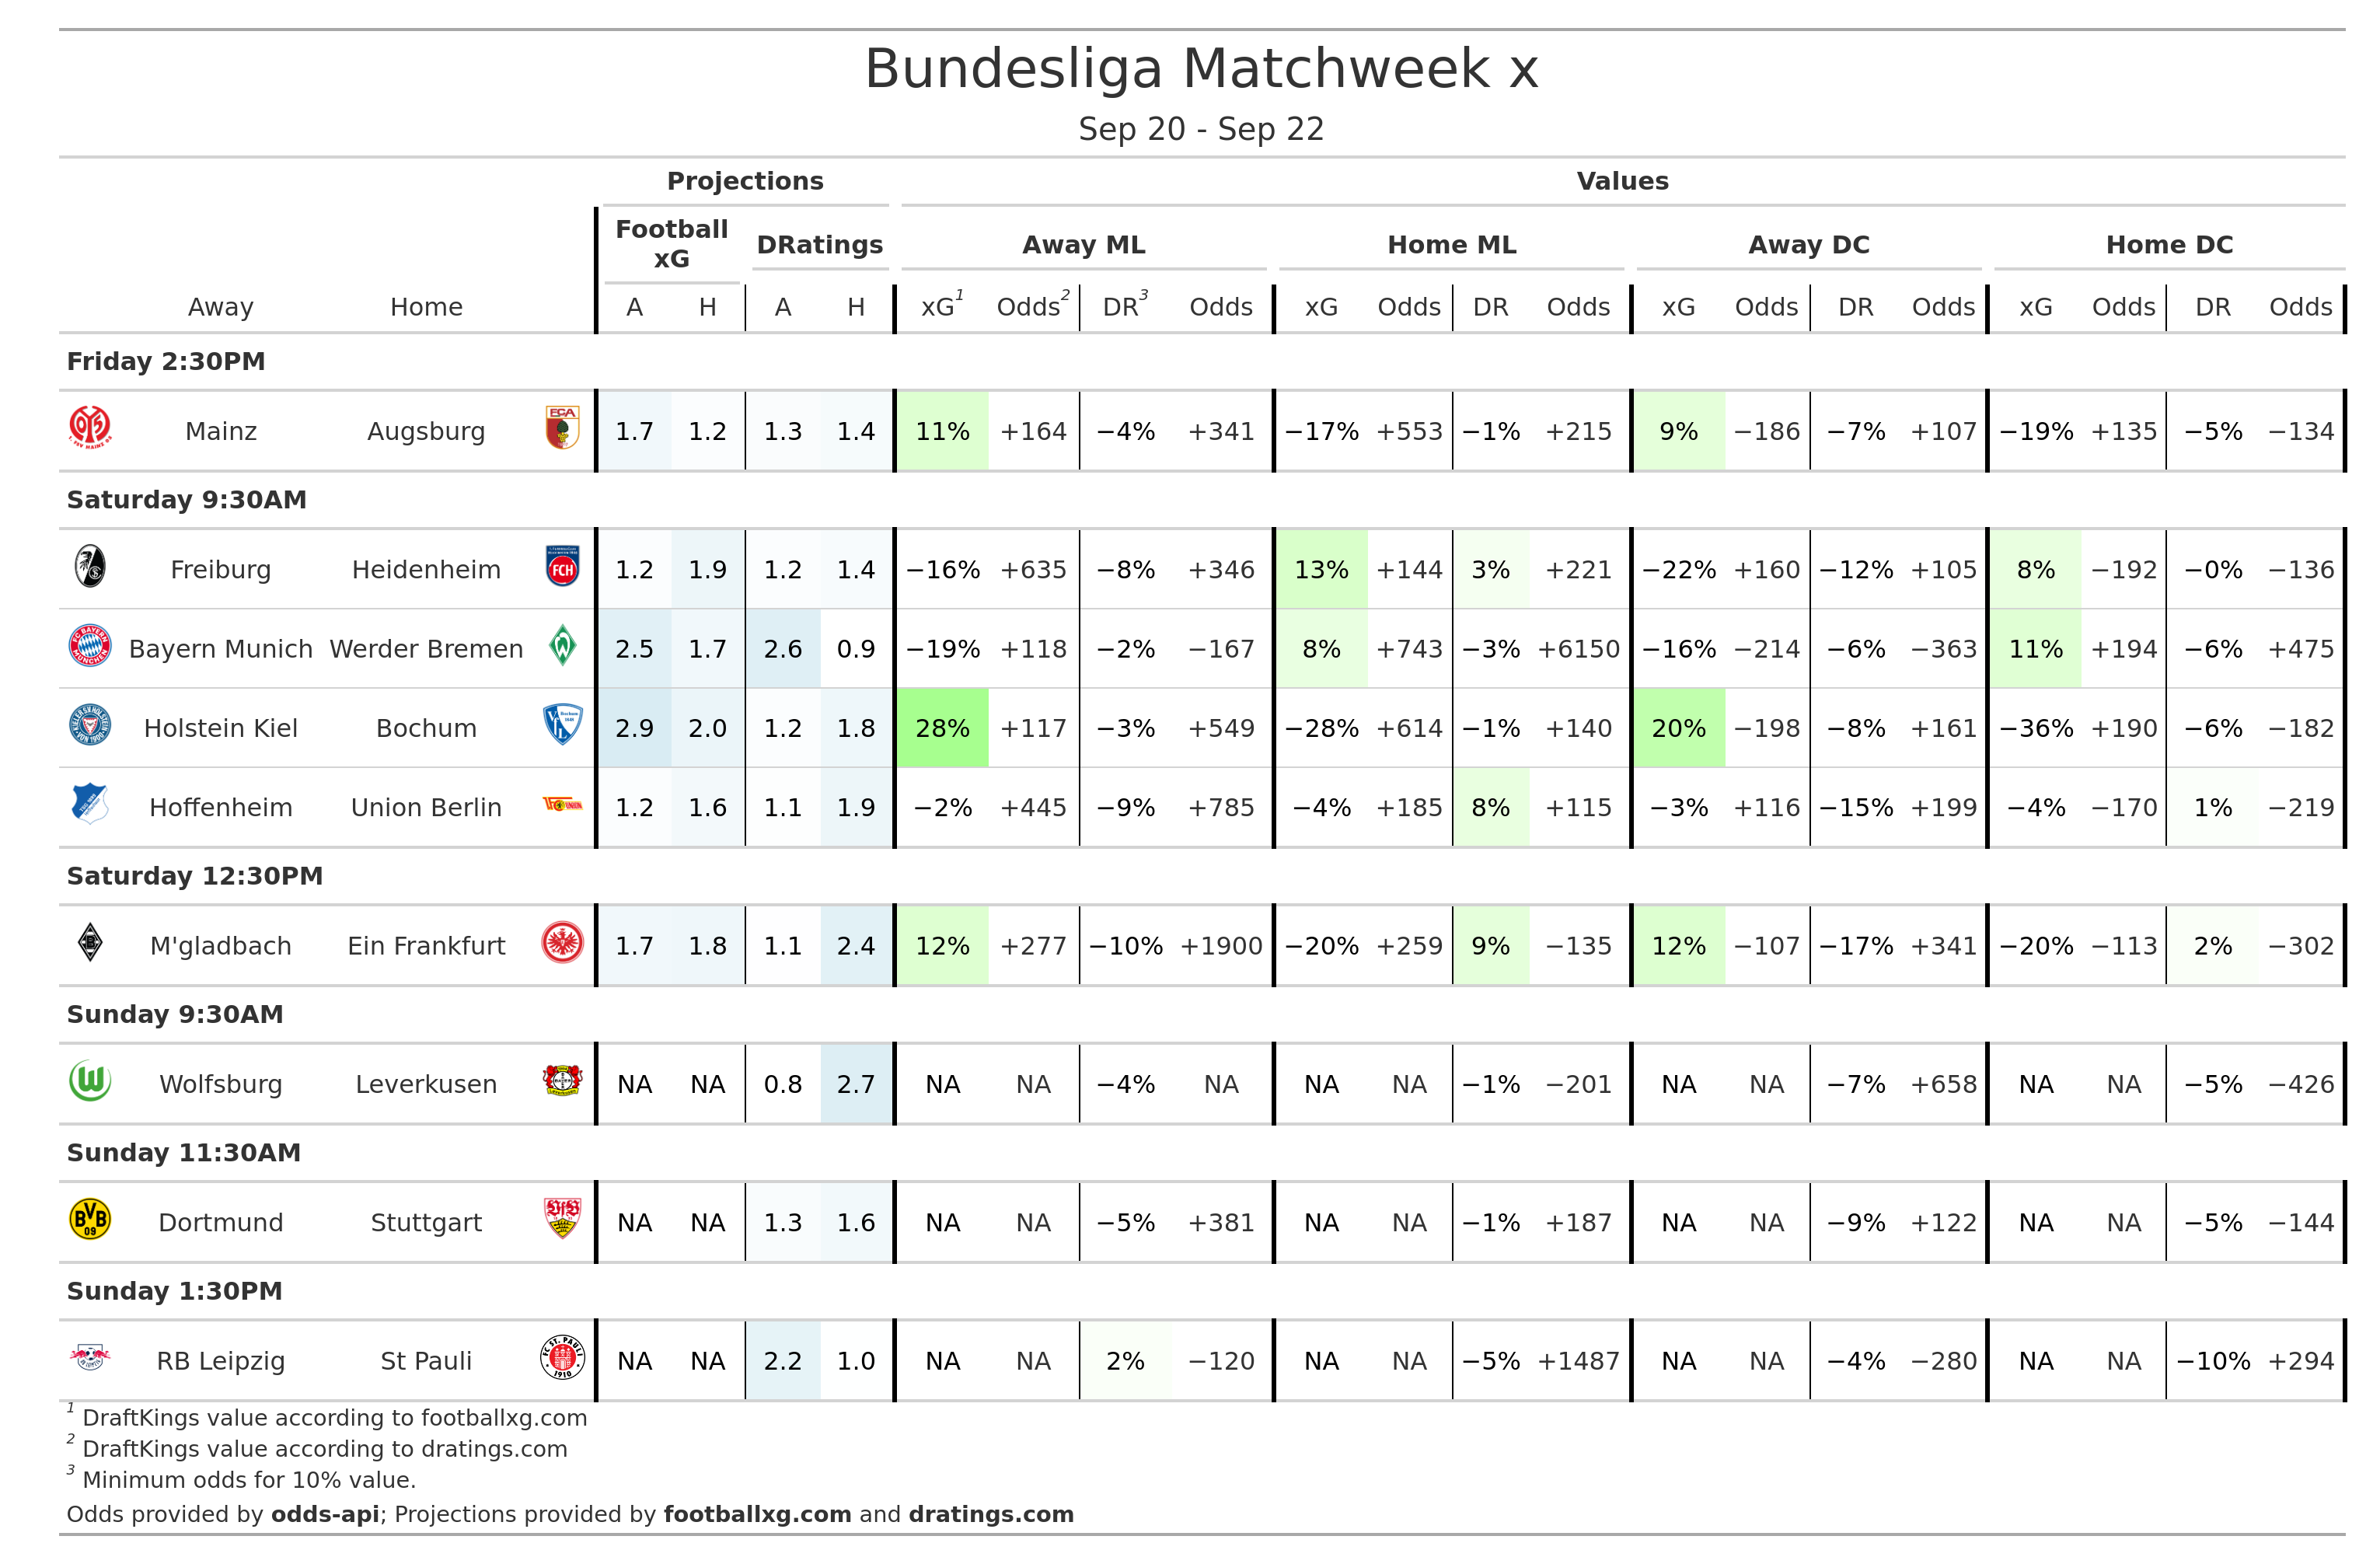 Bundesliga Matchweek x
Sep 20 - Sep 22
Projections Values
Football xG DRatings Away ML Home ML Away DC Home DC
Away Home A H A H xG1 Odds2 DR3 Odds xG Odds DR Odds xG Odds DR Odds xG Odds DR Odds
Friday 2:30PM
Mainz Augsburg 1.7 1.2 1.3 1.4 11% +164 −4% +341 −17% +553 −1% +215 9% −186 −7% +107 −19% +135 −5% −134
Saturday 9:30AM
Freiburg Heidenheim 1.2 1.9 1.2 1.4 −16% +635 −8% +346 13% +144 3% +221 −22% +160 −12% +105 8% −192 −0% −136
Bayern Munich Werder Bremen 2.5 1.7 2.6 0.9 −19% +118 −2% −167 8% +743 −3% +6150 −16% −214 −6% −363 11% +194 −6% +475
Holstein Kiel Bochum 2.9 2.0 1.2 1.8 28% +117 −3% +549 −28% +614 −1% +140 20% −198 −8% +161 −36% +190 −6% −182
Hoffenheim Union Berlin 1.2 1.6 1.1 1.9 −2% +445 −9% +785 −4% +185 8% +115 −3% +116 −15% +199 −4% −170 1% −219
Saturday 12:30PM
M'gladbach Ein Frankfurt 1.7 1.8 1.1 2.4 12% +277 −10% +1900 −20% +259 9% −135 12% −107 −17% +341 −20% −113 2% −302
Sunday 9:30AM
Wolfsburg Leverkusen NA NA 0.8 2.7 NA NA −4% NA NA NA −1% −201 NA NA −7% +658 NA NA −5% −426
Sunday 11:30AM
Dortmund Stuttgart NA NA 1.3 1.6 NA NA −5% +381 NA NA −1% +187 NA NA −9% +122 NA NA −5% −144
Sunday 1:30PM
RB Leipzig St Pauli NA NA 2.2 1.0 NA NA 2% −120 NA NA −5% +1487 NA NA −4% −280 NA NA −10% +294
1 DraftKings value according to footballxg.com
2 DraftKings value according to dratings.com
3 Minimum odds for 10% value.
Odds provided by odds-api; Projections provided by footballxg.com and dratings.com